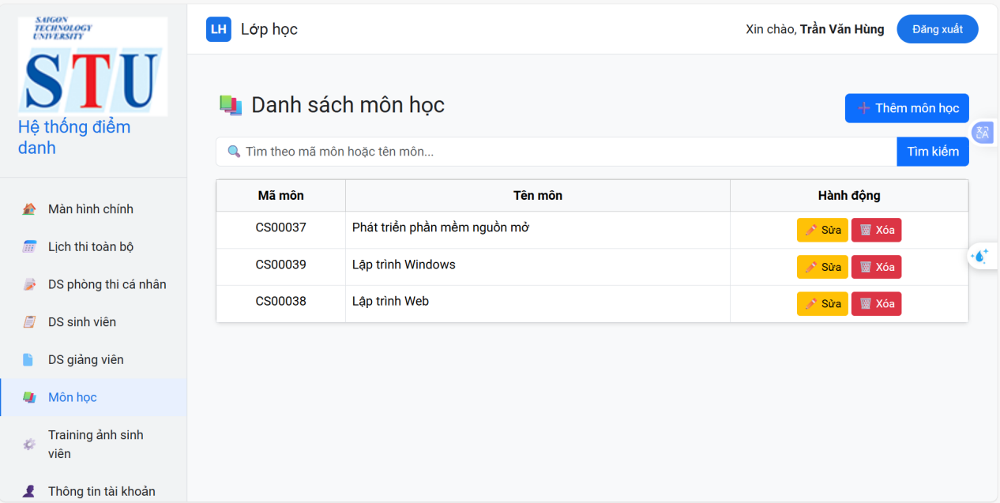 SAIGON
TECHNOLOGY
UNIVERSITY
STU
Hệ thống điểm
danh
Màn hình chính
Lịch thi toàn bộ
DS phòng thi cá nhân
DS sinh viên
DS giảng viên
Môn học
Training ảnh sinh
viên
Thông tin tài khoản
LH Lớp học
Xin chào, Trần Văn Hùng
Đăng xuất
Danh sách môn học
Thêm môn học
Tìm theo mã môn hoặc tên môn...
Tìm kiếm
Mã môn Tên môn Hành động
CS00037 Phát triển phần mềm nguồn mở Sửa Xóa
CS00039 Lập trình Windows Sửa Xóa
CS00038 Lập trình Web Sửa Xóa